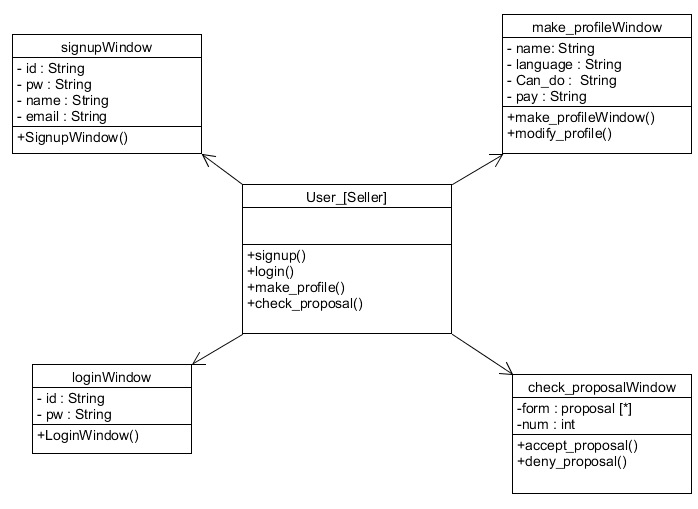 signupWindow
- id : String
- pw : String
- name : String
- email : String
+SignupWindow()
make_profileWindow
- name: String
- language : String
- Can_do :  String
- pay : String
+make_profileWindow()
+modify_profile()
User_[Seller]
+signup()
+login()
+make_profile()
+check_proposal()
loginWindow
- id : String
- pw : String
+LoginWindow()
check_proposalWindow
-form : proposal [*]
-num : int
+accept_proposal()
+deny_proposal()